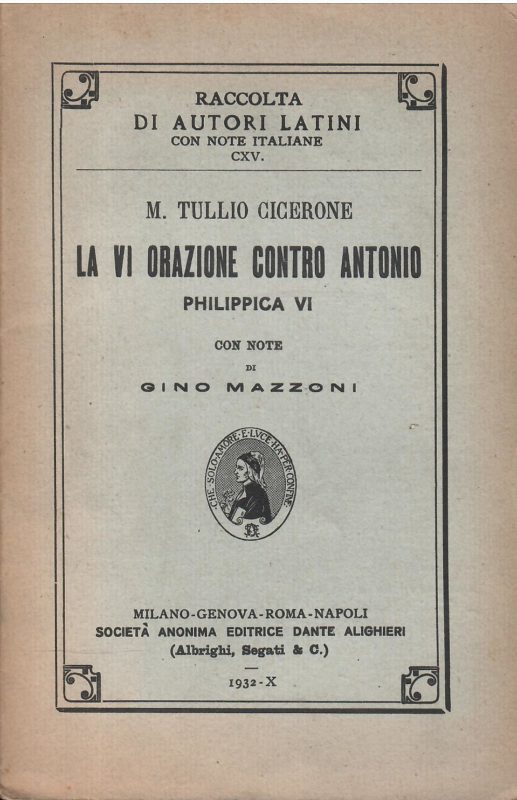 RACCOLTA
DI AUTORI LATINI
CON NOTE ITALIANE
CXV.
M. TULLIO CICERONE
LA VI ORAZIONE CONTRO ANTONIO
PHILIPPICA VI
CON NOTE
DI
GINO MAZZONI
·CHE·SOLO·AMORE·E·LVCE·HA·PER·CONFINE·
MILANO-GENOVA-ROMA-NAPOLI
SOCIETÀ ANONIMA EDITRICE DANTE ALIGHIERI
(Albrighi, Segati & C.)
1932-X